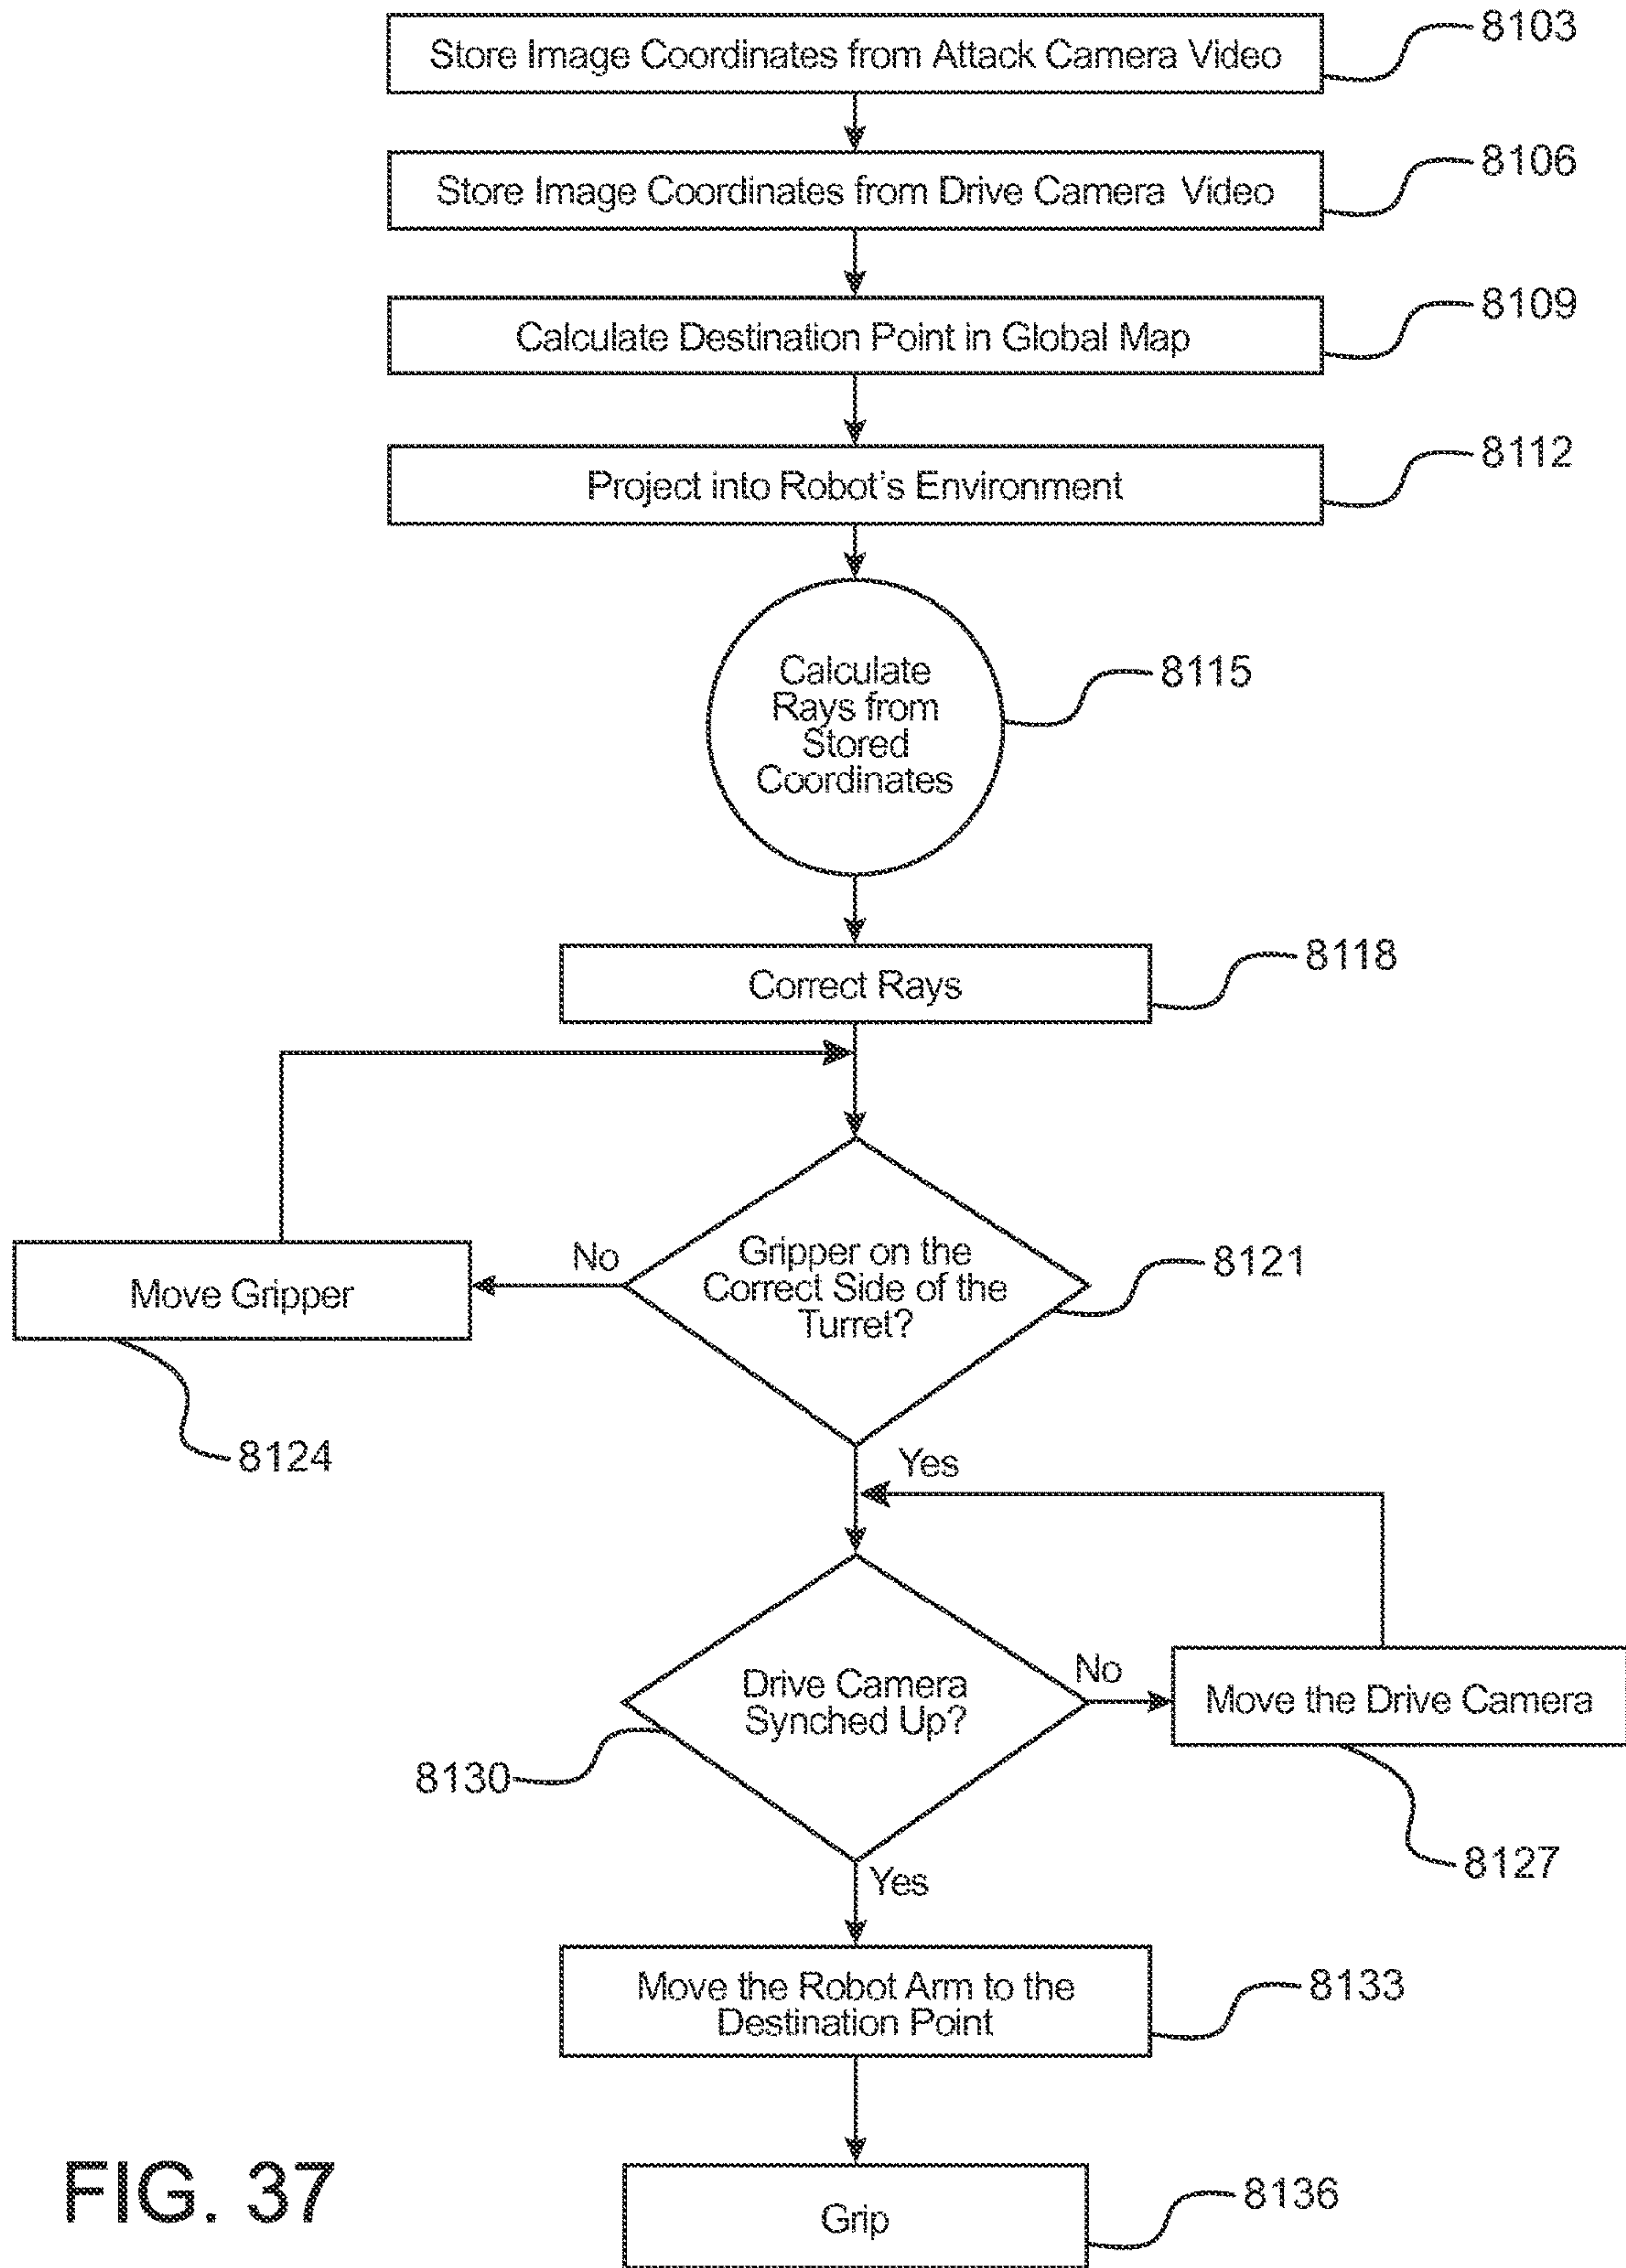 Store Image Coordinates from Attack Camera Video
8103
Store Image Coordinates from Drive Camera Video
8106
Calculate Destination Point in Global Map
8109
Project into Robot's Environment
8112
Calculate
Rays from
Stored
Coordinates
8115
Correct Rays
8118
Gripper on the
Correct Side of the
Turret?
8121
No
Move Gripper
8124
Yes
Drive Camera
Synched Up?
8130
No
Move the Drive Camera
8127
Yes
Move the Robot Arm to the
Destination Point
8133
Grip
8136
FIG. 37